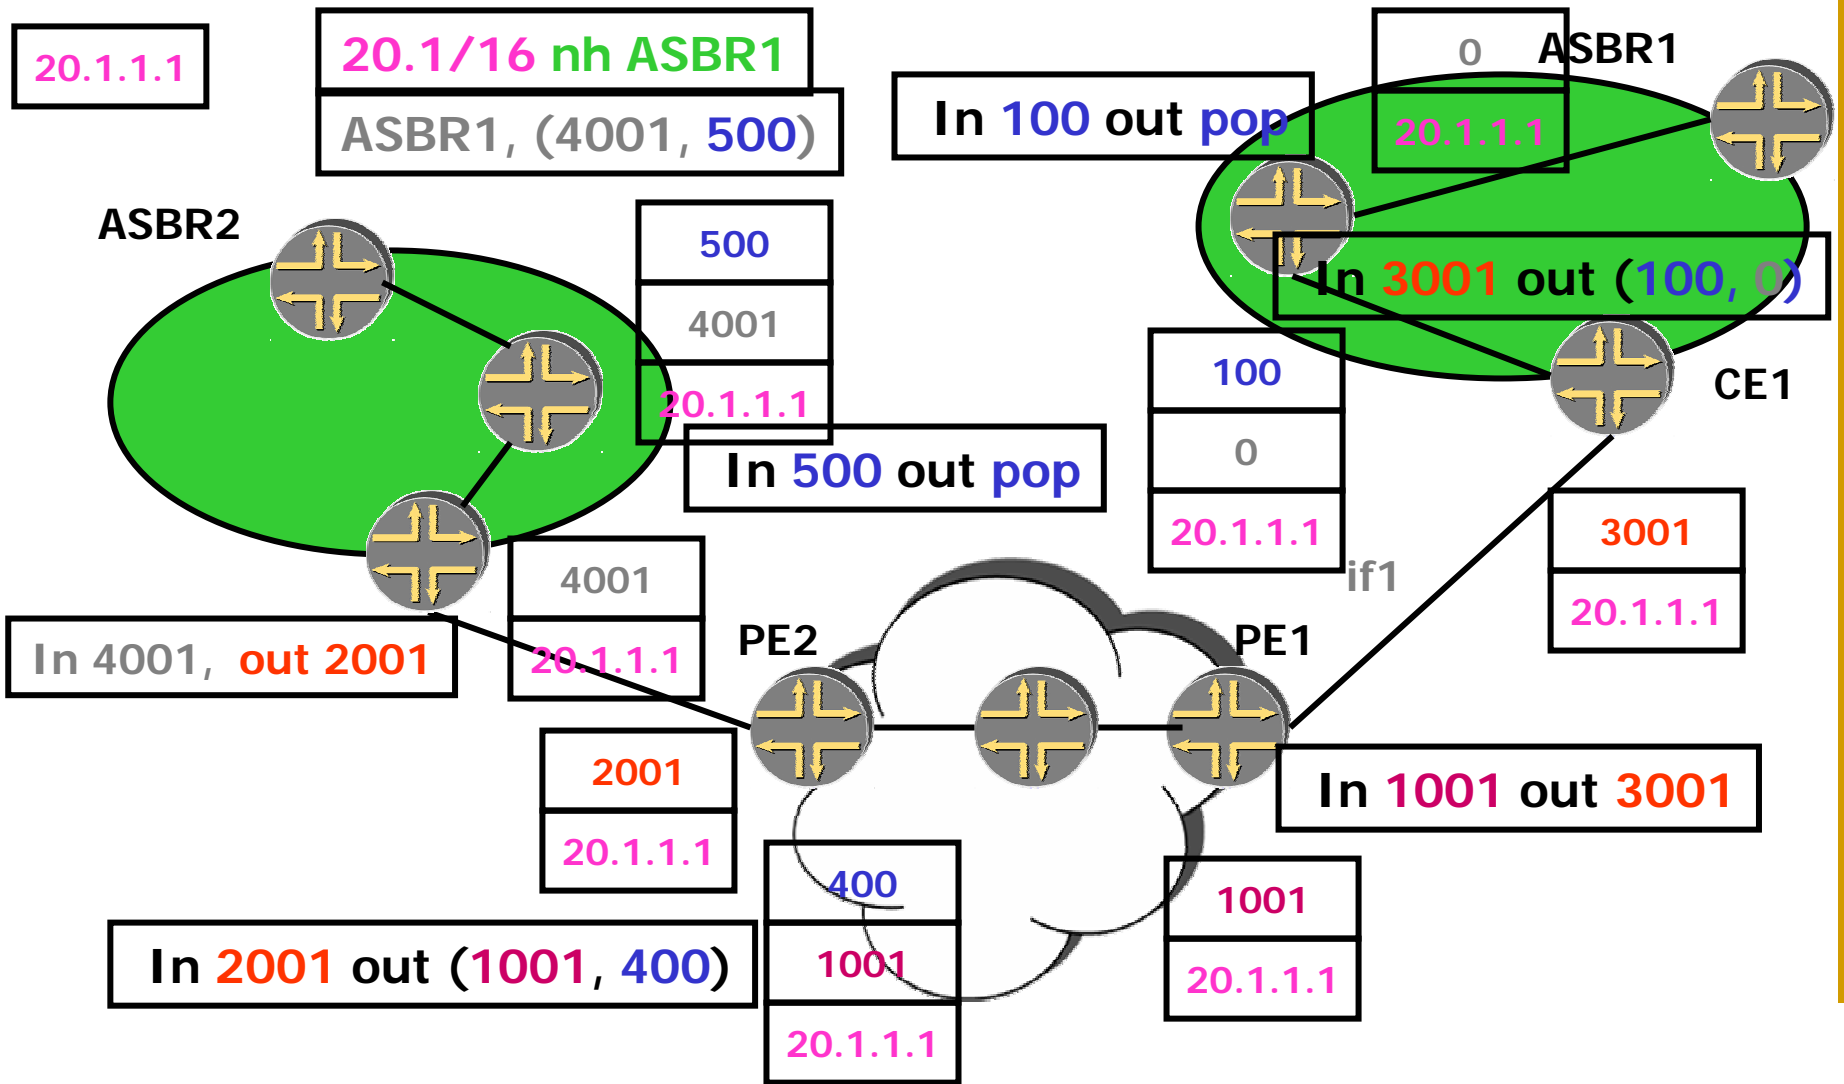 20.1.1.1
20.1/16 nh ASBR1
ASBR1, (4001, 500)
0
20.1.1.1
ASBR1
In 100 out pop
ASBR2
500
4001
20.1.1.1
In 3001 out (100, 0)
100
0
20.1.1.1
CE1
In 500 out pop
3001
20.1.1.1
if1
4001
20.1.1.1
In 4001, out 2001
PE2
PE1
2001
20.1.1.1
In 1001 out 3001
400
1001
20.1.1.1
1001
20.1.1.1
In 2001 out (1001, 400)